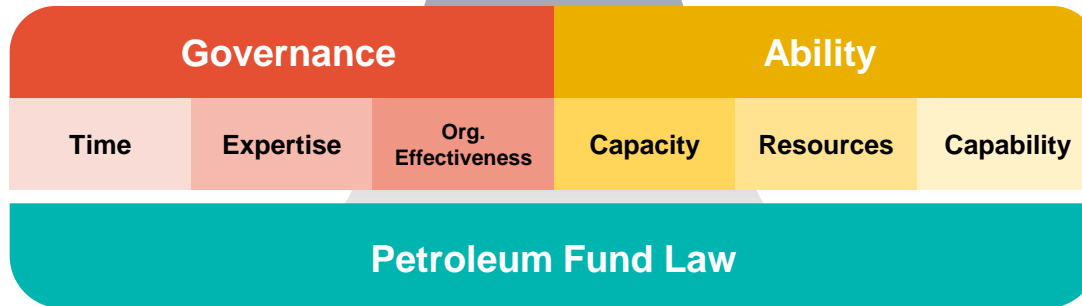 Governance
Ability
Time
Expertise
Org.
Effectiveness
Capacity
Resources
Capability
Petroleum Fund Law